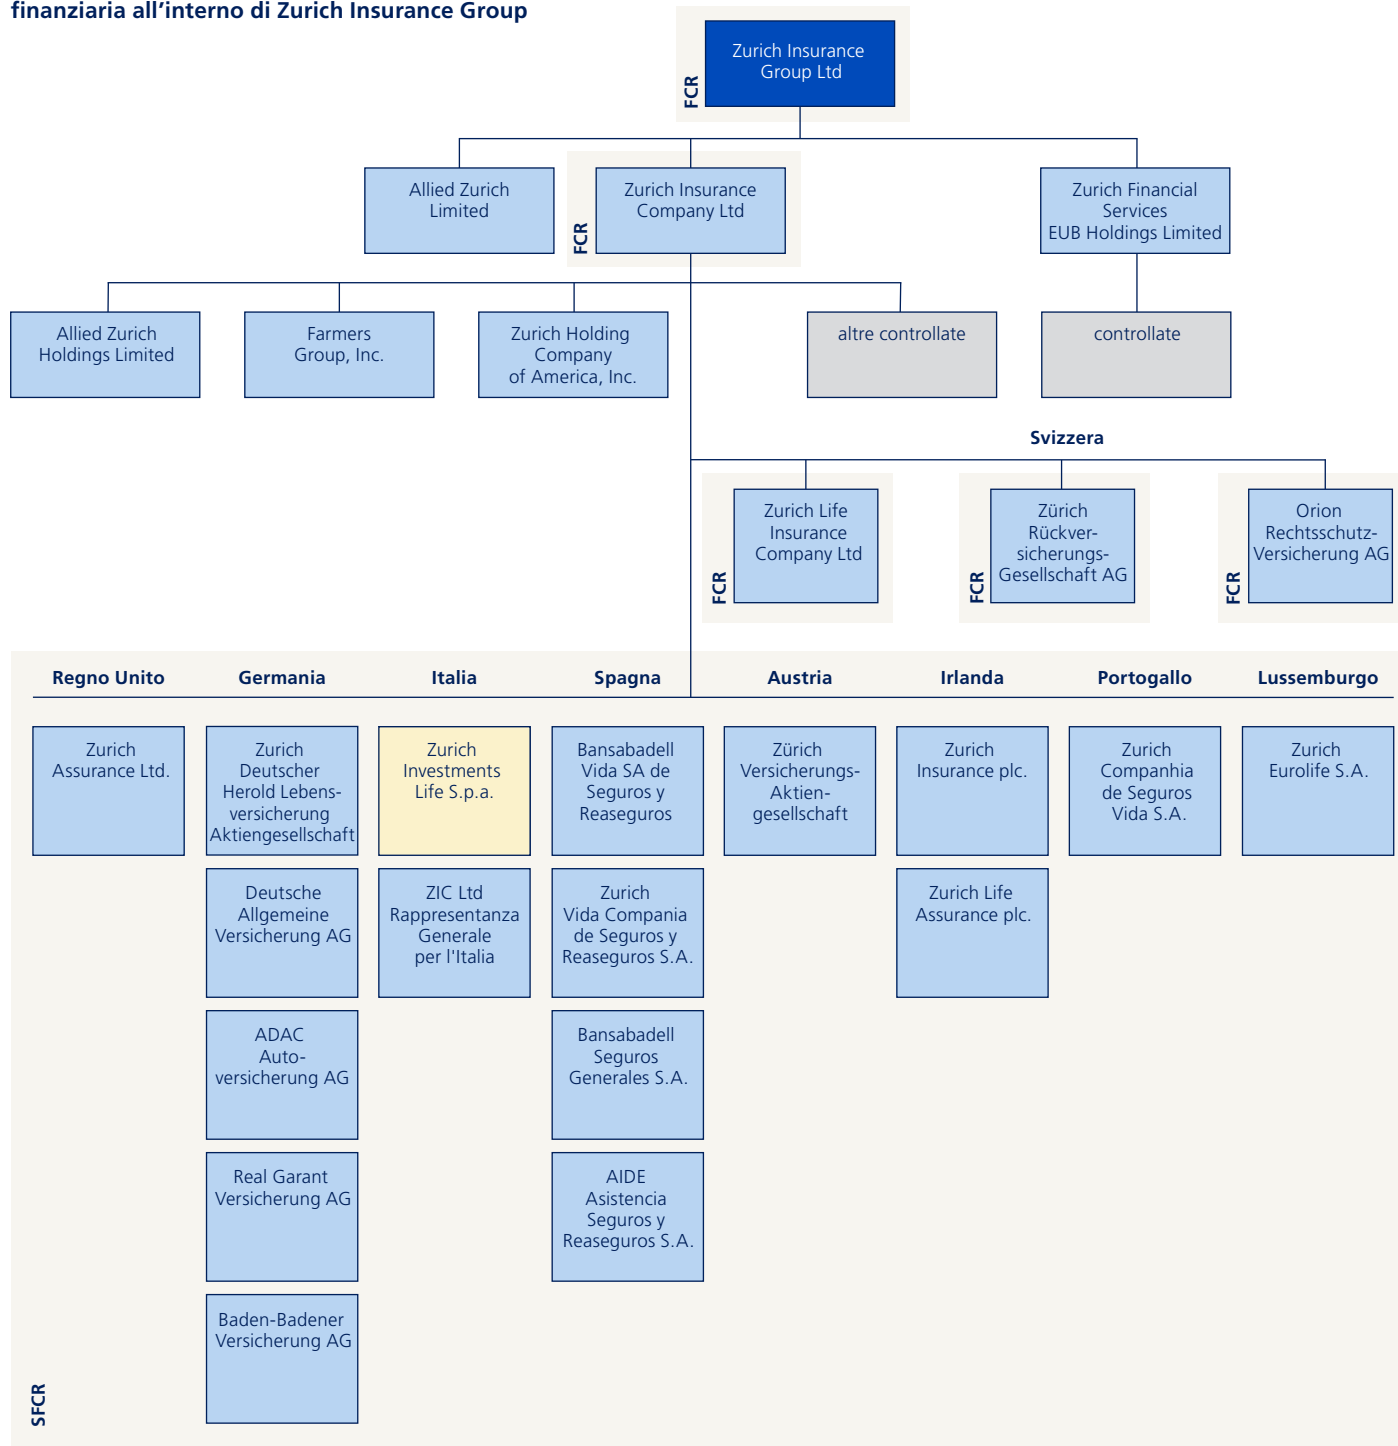 finanziaria all’interno di Zurich Insurance Group
Zurich Insurance
Group Ltd
FCR
Allied Zurich
Limited
Zurich Insurance
Company Ltd
FCR
Zurich Financial
Services
EUB Holdings Limited
Allied Zurich
Holdings Limited
Farmers
Group, Inc.
Zurich Holding
Company
of America, Inc.
altre controllate
controllate
Svizzera
Zurich Life
Insurance
Company Ltd
FCR
Zürich
Rückver-
sicherungs-
Gesellschaft AG
FCR
Orion
Rechtsschutz-
Versicherung AG
FCR
Regno Unito
Germania
Italia
Spagna
Austria
Irlanda
Portogallo
Lussemburgo
Zurich
Assurance Ltd.
Zurich
Deutscher
Herold Lebens-
versicherung
Aktiengesellschaft
Zurich
Investments
Life S.p.a.
Bansabadell
Vida SA de
Seguros y
Reaseguros
Zürich
Versicherungs-
Aktien-
gesellschaft
Zurich
Insurance plc.
Zurich
Companhia
de Seguros
Vida S.A.
Zurich
Eurolife S.A.
Deutsche
Allgemeine
Versicherung AG
ZIC Ltd
Rappresentanza
Generale
per l'Italia
Zurich
Vida Compania
de Seguros y
Reaseguros S.A.
Zurich Life
Assurance plc.
ADAC
Auto-
versicherung AG
Bansabadell
Seguros
Generales S.A.
Real Garant
Versicherung AG
AIDE
Asistencia
Seguros y
Reaseguros S.A.
Baden-Badener
Versicherung AG
SFCR